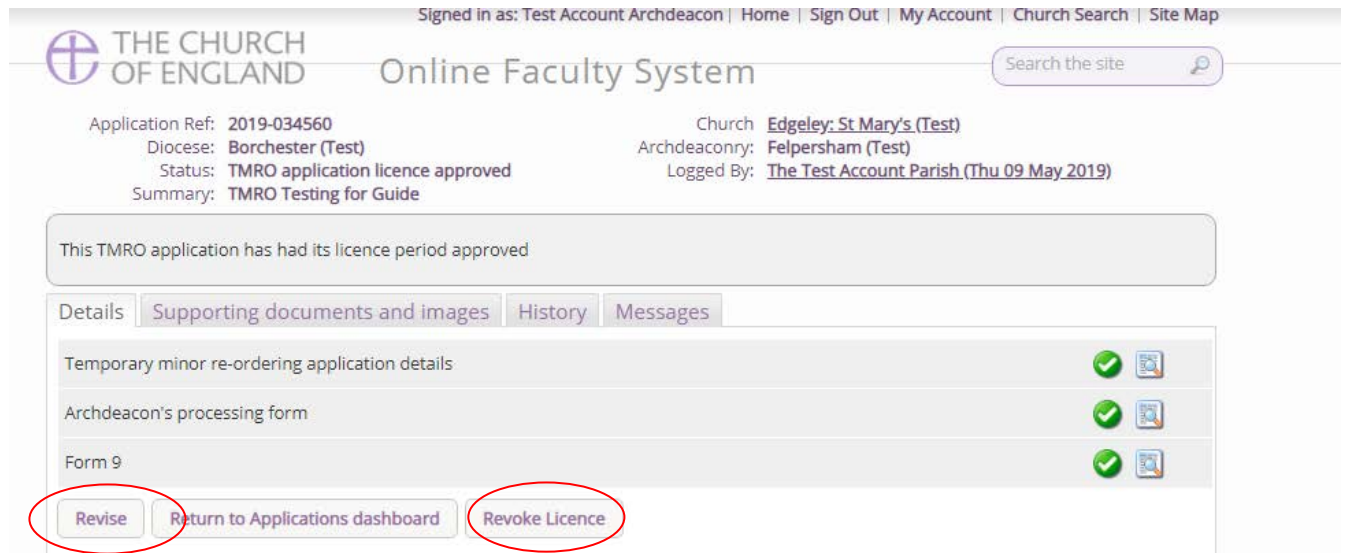 Signed in as: Test Account Archdeacon | Home | Sign Out | My Account | Church Search | Site Map
THE CHURCH
OF ENGLAND
Online Faculty System
Search the site
Application Ref: 2019-034560
Church Edgeley: St Mary's (Test)
Diocese: Borchester (Test)
Archdeaconry: Felpersham (Test)
Status: TMRO application licence approved
Logged By: The Test Account Parish (Thu 09 May 2019)
Summary: TMRO Testing for Guide
This TMRO application has had its licence period approved
Details Supporting documents and images History Messages
Temporary minor re-ordering application details
Archdeacon's processing form
Form 9
Revise Return to Applications dashboard Revoke Licence